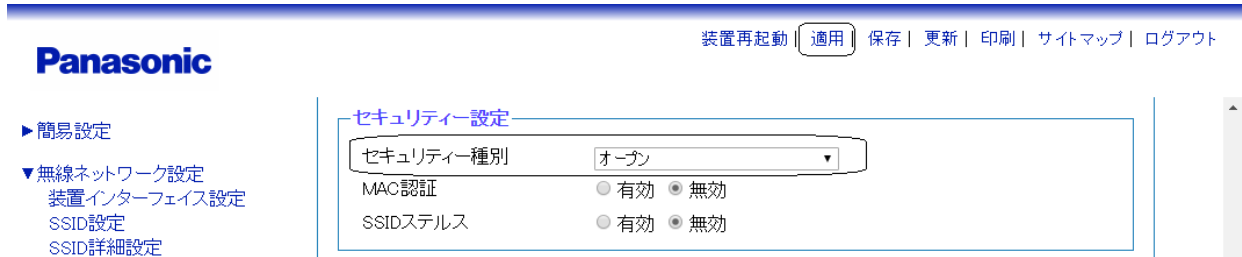 装置再起動 | 適用 | 保存 | 更新 | 印刷 | サイトマップ | ログアウト
Panasonic
▶簡易設定
▼無線ネットワーク設定
装置インターフェイス設定
SSID設定
SSID詳細設定
セキュリティー設定
セキュリティー種別 オープン
MAC認証 有効 無効
SSIDステルス 有効 無効